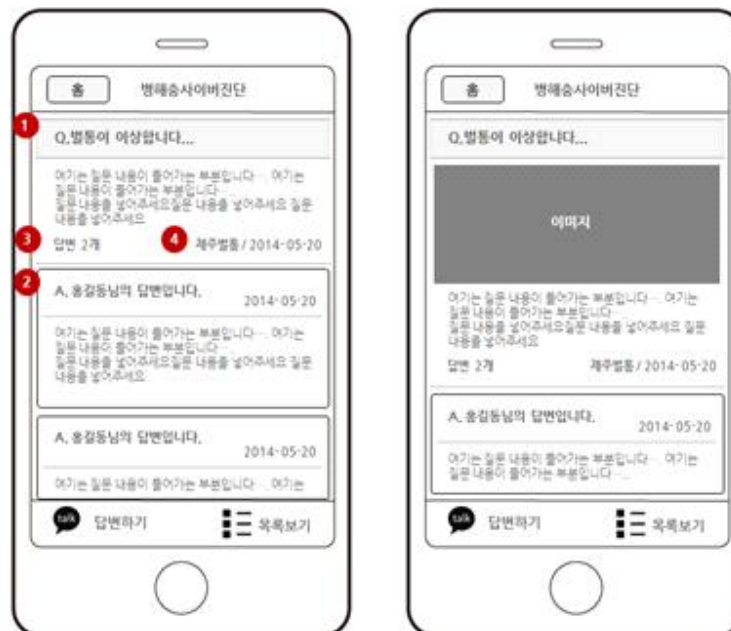 홈
병해충사이버진단
1
Q.벌통이 이상합니다...
여기는 질문 내용이 들어가는 부분입니다…. 여기는
질문 내용이 들어가는 부분입니다…
질문 내용을 넣어주세요질문 내용을 넣어주세요 질문
내용을 넣어주세요
3
답변 2개
4
제주벌통 / 2014-05-20
2
A. 홍길동님의 답변입니다.
2014-05-20
여기는 질문 내용이 들어가는 부분입니다…. 여기는
질문 내용이 들어가는 부분입니다…
질문 내용을 넣어주세요질문 내용을 넣어주세요 질문
내용을 넣어주세요
A. 홍길동님의 답변입니다.
2014-05-20
여기는 질문 내용이 들어가는 부분입니다…. 여기는
talk
답변하기
목록보기
홈
병해충사이버진단
Q.벌통이 이상합니다...
이미지
여기는 질문 내용이 들어가는 부분입니다…. 여기는
질문 내용이 들어가는 부분입니다…
질문 내용을 넣어주세요질문 내용을 넣어주세요 질문
내용을 넣어주세요
답변 2개
제주벌통 / 2014-05-20
A. 홍길동님의 답변입니다.
2014-05-20
여기는 질문 내용이 들어가는 부분입니다…. 여기는
질문 내용이 들어가는 부분입니다…..
talk
답변하기
목록보기